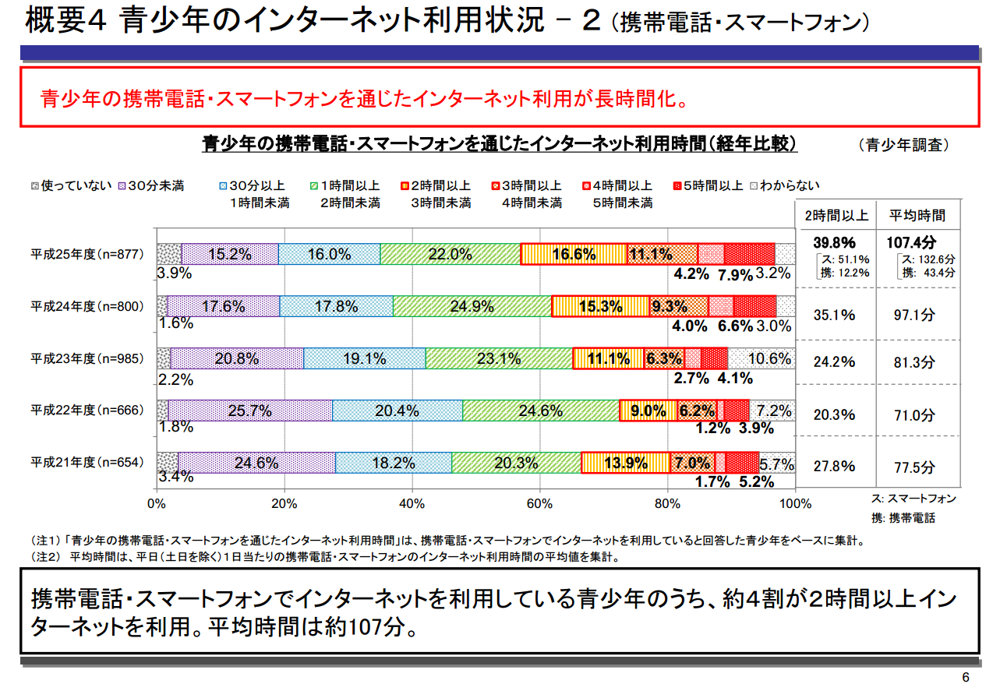 概要4 青少年のインターネット利用状況 － 2 （携帯電話・スマートフォン）
青少年の携帯電話・スマートフォンを通じたインターネット利用が長時間化。
青少年の携帯電話・スマートフォンを通じたインターネット利用時間（経年比較）
（青少年調査）
使っていない 30分未満 30分以上 1時間以上 2時間以上 3時間以上 4時間以上 5時間以上 わからない
1時間未満 2時間未満 3時間未満 4時間未満 5時間未満
2時間以上 平均時間
平成25年度（n=877） 15.2% 16.0% 22.0% 16.6% 11.1%
3.9% 4.2% 7.9% 3.2%
39.8% 107.4分
ス: 51.1% ス: 132.6分
携: 12.2% 携: 43.4分
平成24年度（n=800） 17.6% 17.8% 24.9% 15.3% 9.3%
1.6% 4.0% 6.6% 3.0%
35.1% 97.1分
平成23年度（n=985） 20.8% 19.1% 23.1% 11.1% 6.3% 10.6%
2.2% 2.7% 4.1%
24.2% 81.3分
平成22年度（n=666） 25.7% 20.4% 24.6% 9.0% 6.2% 7.2%
1.8% 1.2% 3.9%
20.3% 71.0分
平成21年度（n=654） 24.6% 18.2% 20.3% 13.9% 7.0% 5.7%
3.4% 1.7% 5.2%
27.8% 77.5分
0% 20% 40% 60% 80% 100%
ス: スマートフォン
携: 携帯電話
（注1）「青少年の携帯電話・スマートフォンを通じたインターネット利用時間」は、携帯電話・スマートフォンでインターネットを利用していると回答した青少年をベースに集計。
（注2） 平均時間は、平日（土日を除く）1日当たりの携帯電話・スマートフォンのインターネット利用時間の平均値を集計。
携帯電話・スマートフォンでインターネットを利用している青少年のうち、約4割が2時間以上イン
ターネットを利用。平均時間は約107分。
6